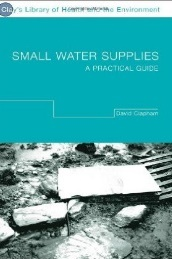 Clay's Library of Health and the Environment
SMALL WATER SUPPLIES
A PRACTICAL GUIDE
David Clapham